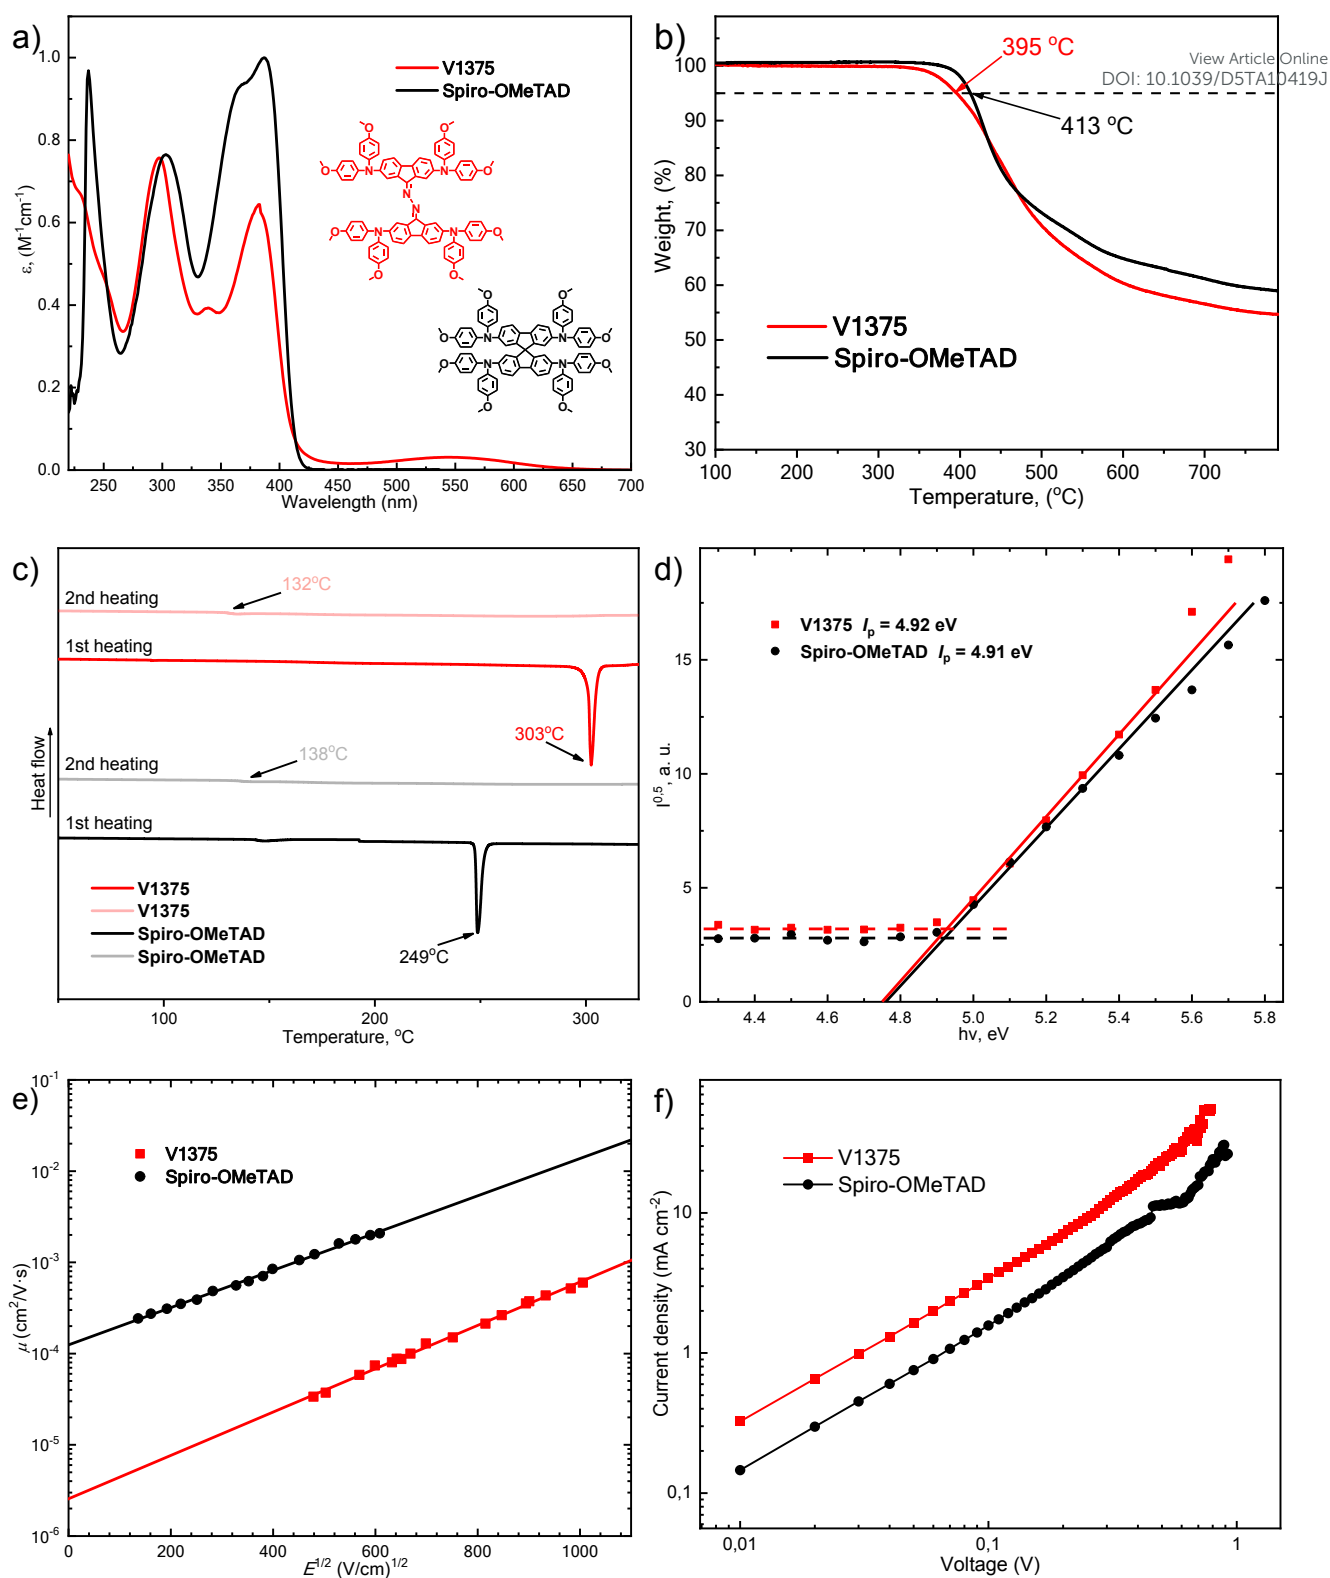 a)
V1375
Spiro-OMeTAD
ε, (M⁻¹cm⁻¹)
1.0
0.8
0.6
0.4
0.2
0.0
250 300 350 400 450 500 550 600 650 700
Wavelength (nm)
b)
395 °C
View Article Online
DOI: 10.1039/D5TA10419J
413 °C
V1375
Spiro-OMeTAD
Weight, (%)
100
90
80
70
60
50
40
30
100 200 300 400 500 600 700
Temperature, (°C)
c)
132°C
2nd heating
1st heating
303°C
138°C
2nd heating
1st heating
249°C
V1375
V1375
Spiro-OMeTAD
Spiro-OMeTAD
Heat flow
100 200 300
Temperature, °C
d)
V1375 Iₚ = 4.92 eV
Spiro-OMeTAD Iₚ = 4.91 eV
I^0,5, a. u.
15
10
5
0
4.4 4.6 4.8 5.0 5.2 5.4 5.6 5.8
hν, eV
e)
V1375
Spiro-OMeTAD
μ (cm²/V·s)
10⁻¹
10⁻²
10⁻³
10⁻⁴
10⁻⁵
10⁻⁶
0 200 400 600 800 1000
E^1/2 (V/cm)^1/2
f)
V1375
Spiro-OMeTAD
Current density (mA cm⁻²)
10
1
0,1
0,01 0,1 1
Voltage (V)